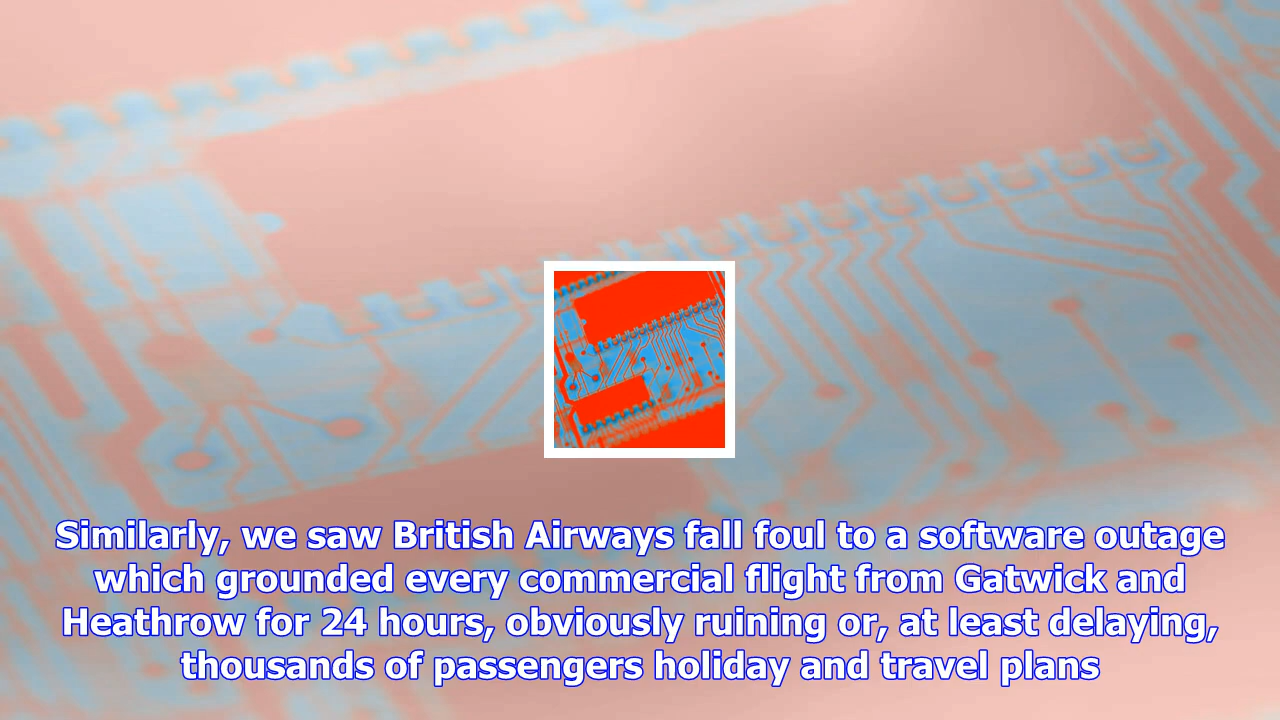 Similarly, we saw British Airways fall foul to a software outage
which grounded every commercial flight from Gatwick and
Heathrow for 24 hours, obviously ruining or, at least delaying,
thousands of passengers holiday and travel plans